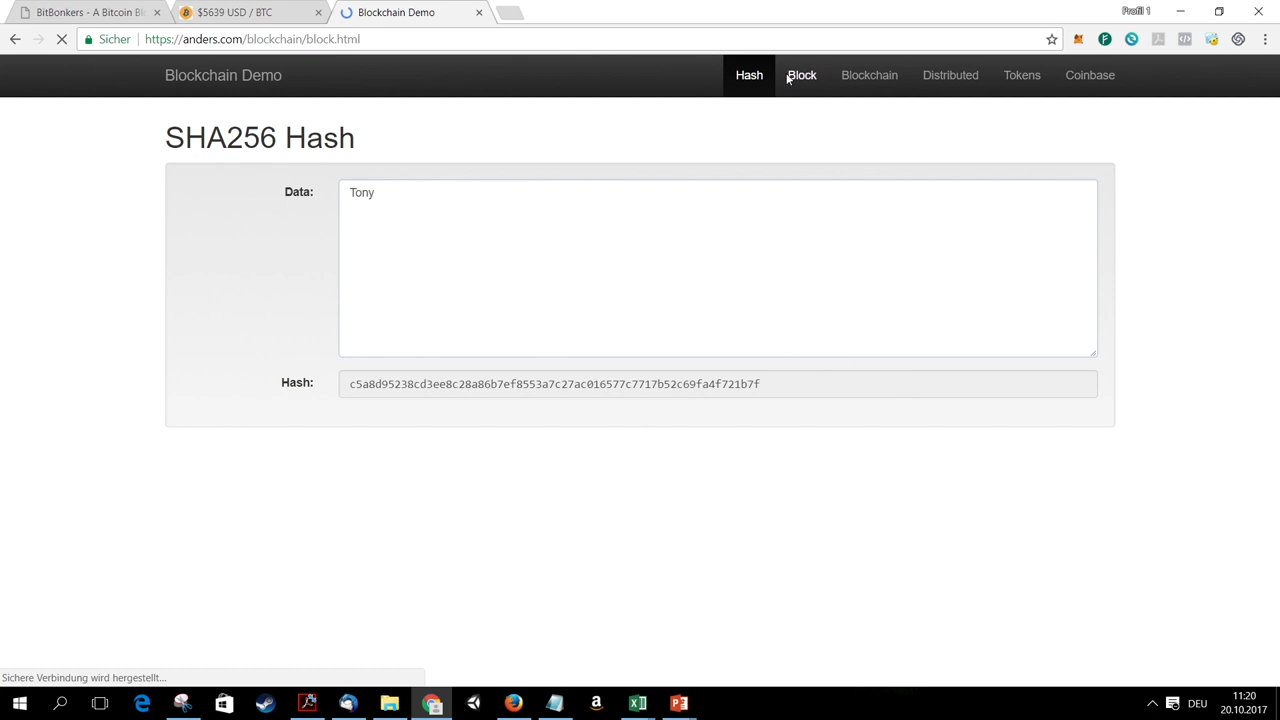 BitBonkers - A Bitcoin Bl
$5639 USD / BTC
Blockchain Demo
Profil 1
Sicher
https://anders.com/blockchain/block.html
Blockchain Demo
Hash
Block
Blockchain
Distributed
Tokens
Coinbase
SHA256 Hash
Data:
Tony
Hash:
c5a8d95238cd3ee8c28a86b7ef8553a7c27ac016577c7717b52c69fa4f721b7f
Sichere Verbindung wird hergestellt...
DEU
11:20
20.10.2017